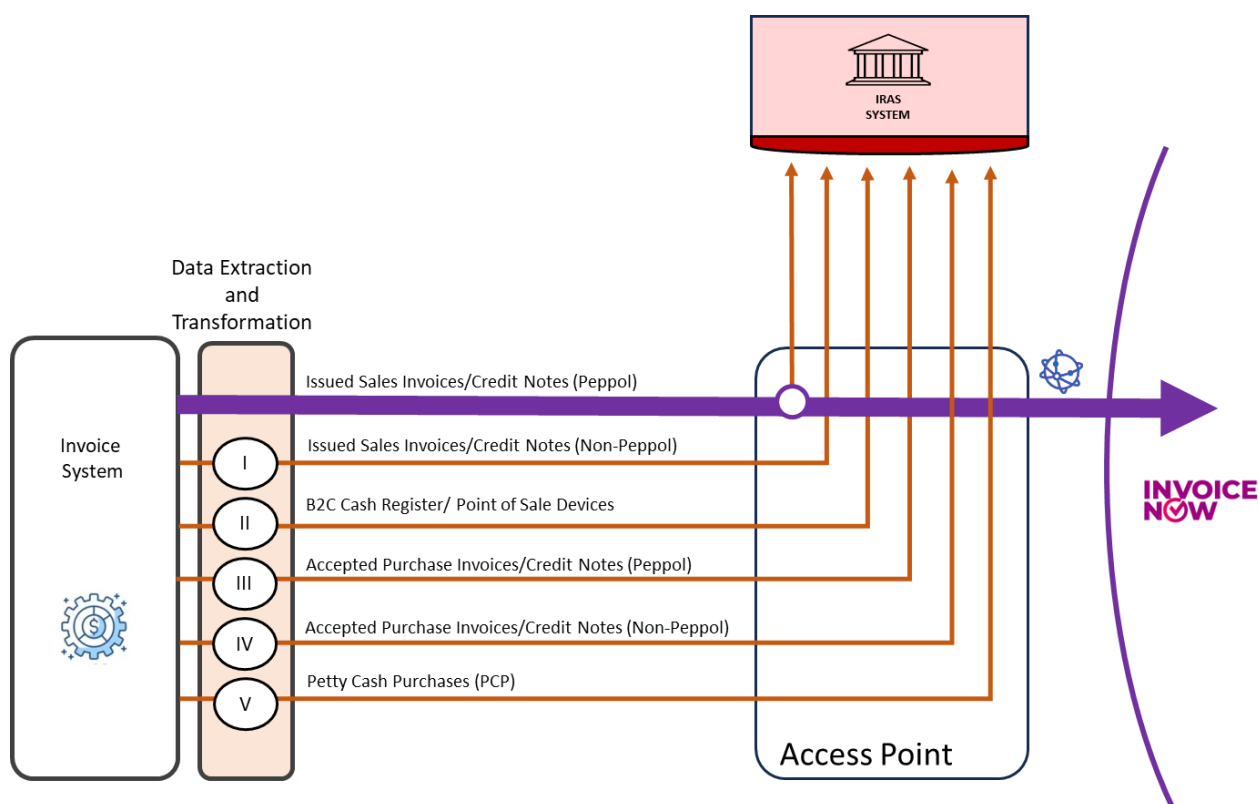 IRAS
SYSTEM
Data Extraction
and
Transformation
Issued Sales Invoices/Credit Notes (Peppol)
Invoice
System
I
Issued Sales Invoices/Credit Notes (Non-Peppol)
II
B2C Cash Register/ Point of Sale Devices
III
Accepted Purchase Invoices/Credit Notes (Peppol)
IV
Accepted Purchase Invoices/Credit Notes (Non-Peppol)
V
Petty Cash Purchases (PCP)
Access Point
INVOICE
NOW
$